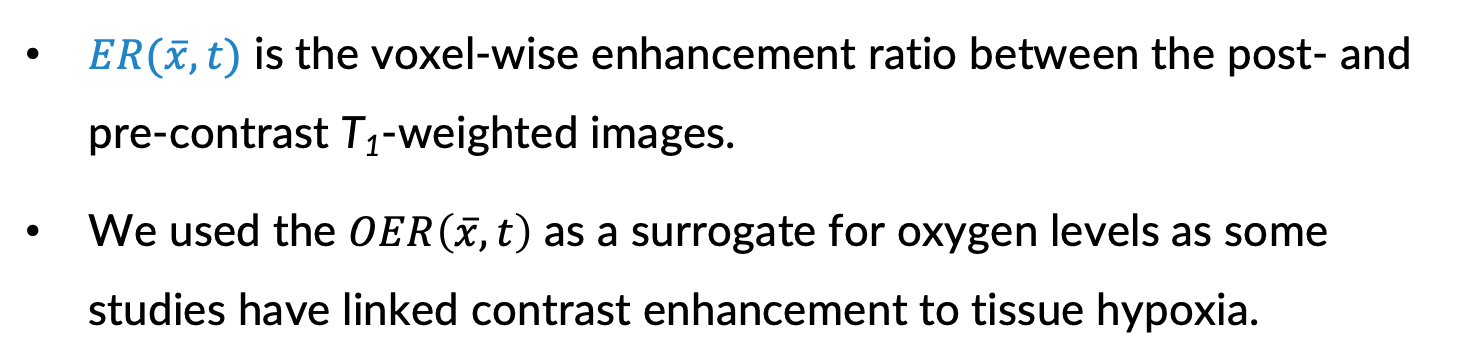 • ER(x̄, t) is the voxel-wise enhancement ratio between the post- and
pre-contrast T₁-weighted images.
• We used the OER(x̄, t) as a surrogate for oxygen levels as some
studies have linked contrast enhancement to tissue hypoxia.